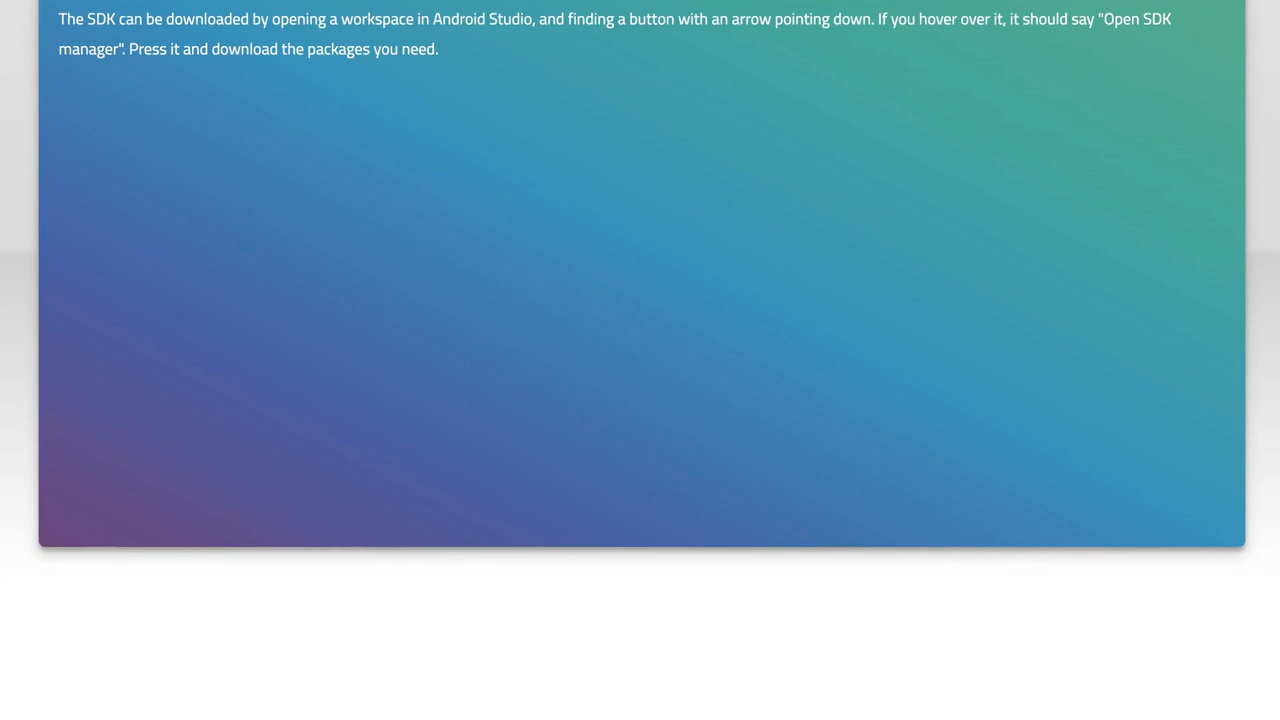 The SDK can be downloaded by opening a workspace in Android Studio, and finding a button with an arrow pointing down. If you hover over it, it should say "Open SDK
manager". Press it and download the packages you need.